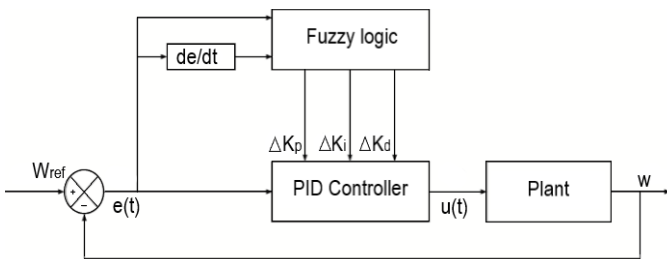 Fuzzy logic
de/dt
△Kp △Ki △Kd
Wref
+
−
e(t)
PID Controller
u(t)
Plant
w